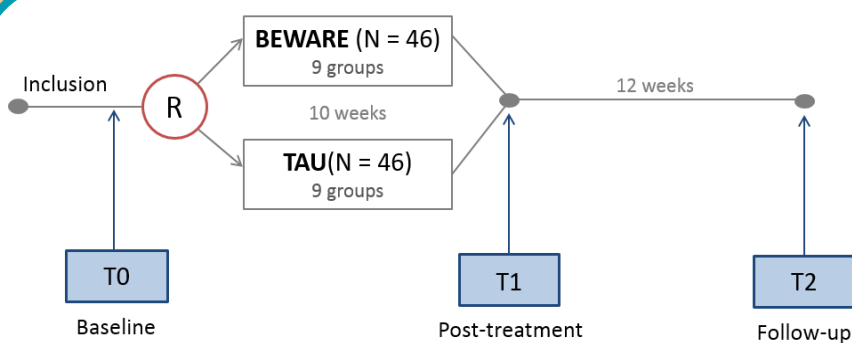 BEWARE (N = 46)
9 groups
Inclusion
R
10 weeks
12 weeks
TAU(N = 46)
9 groups
T0
T1
T2
Baseline
Post-treatment
Follow-up